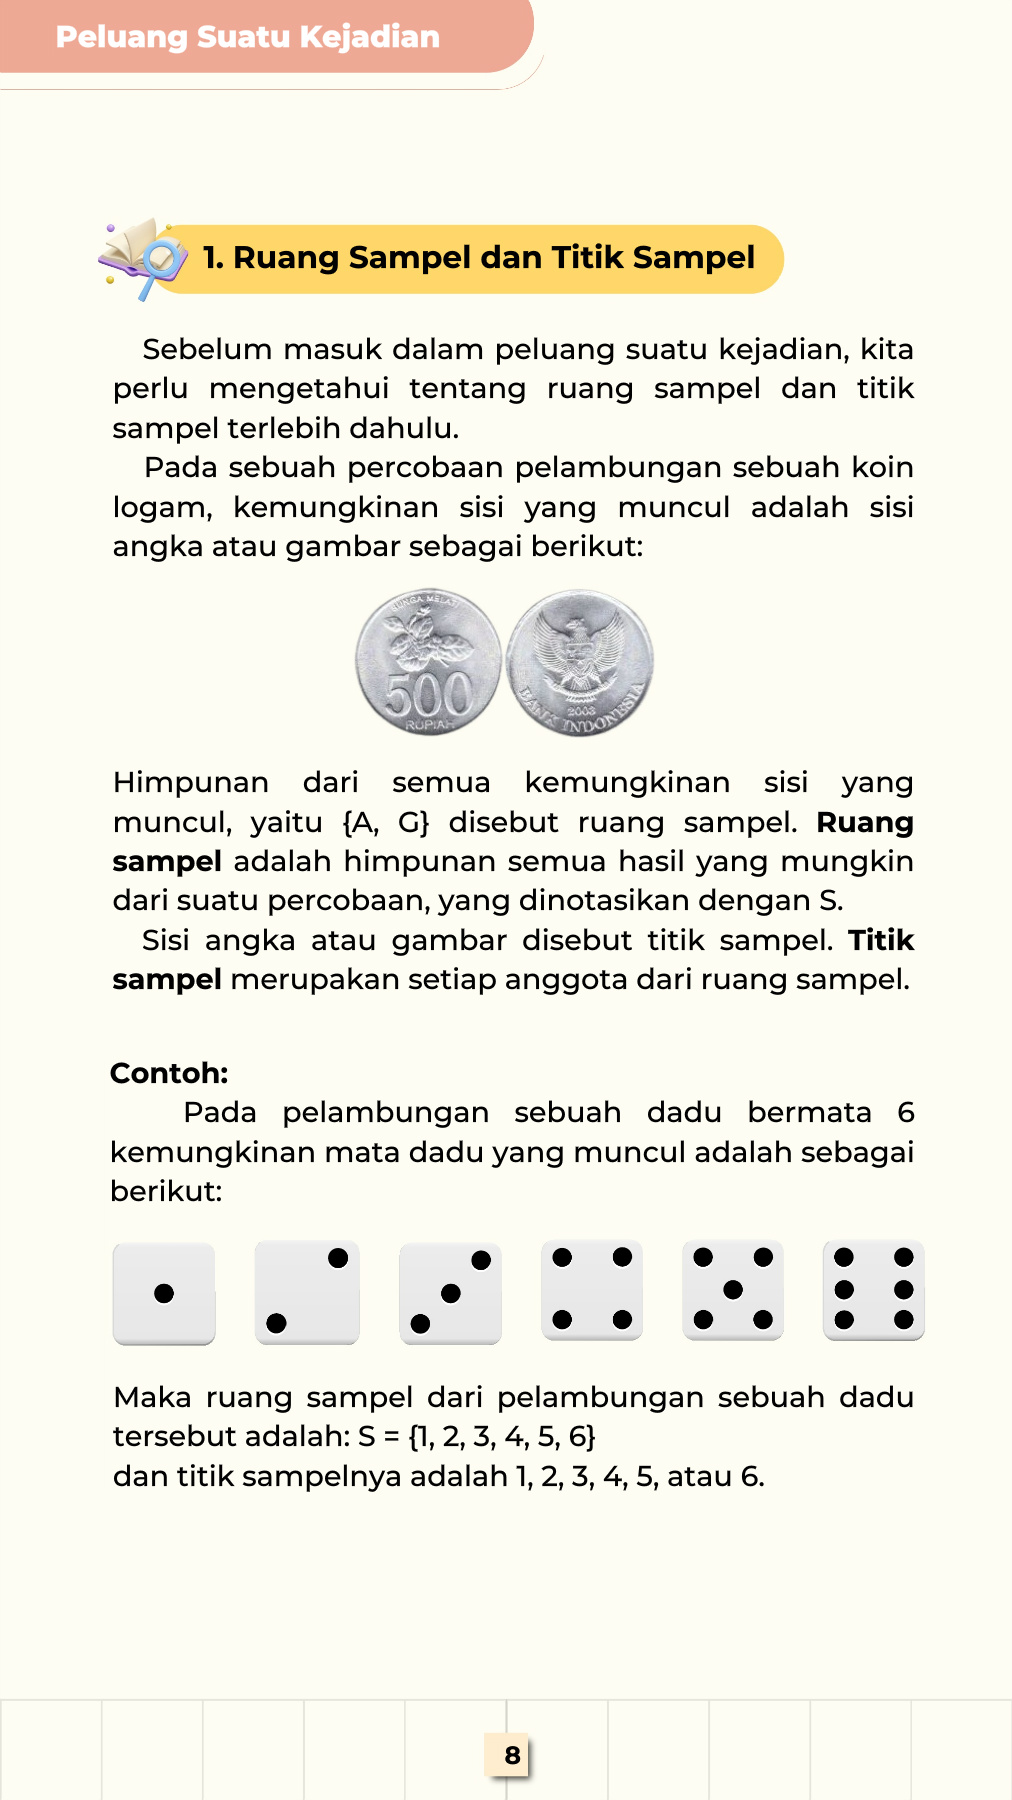 Peluang Suatu Kejadian
1. Ruang Sampel dan Titik Sampel
Sebelum masuk dalam peluang suatu kejadian, kita
perlu mengetahui tentang ruang sampel dan titik
sampel terlebih dahulu.
Pada sebuah percobaan pelambungan sebuah koin
logam, kemungkinan sisi yang muncul adalah sisi
angka atau gambar sebagai berikut:
BUNGA MELATI
500
RUPIAH
2003
BANK INDONESIA
Himpunan dari semua kemungkinan sisi yang
muncul, yaitu {A, G} disebut ruang sampel. Ruang
sampel adalah himpunan semua hasil yang mungkin
dari suatu percobaan, yang dinotasikan dengan S.
Sisi angka atau gambar disebut titik sampel. Titik
sampel merupakan setiap anggota dari ruang sampel.
Contoh:
Pada pelambungan sebuah dadu bermata 6
kemungkinan mata dadu yang muncul adalah sebagai
berikut:
Maka ruang sampel dari pelambungan sebuah dadu
tersebut adalah: S = {1, 2, 3, 4, 5, 6}
dan titik sampelnya adalah 1, 2, 3, 4, 5, atau 6.
8